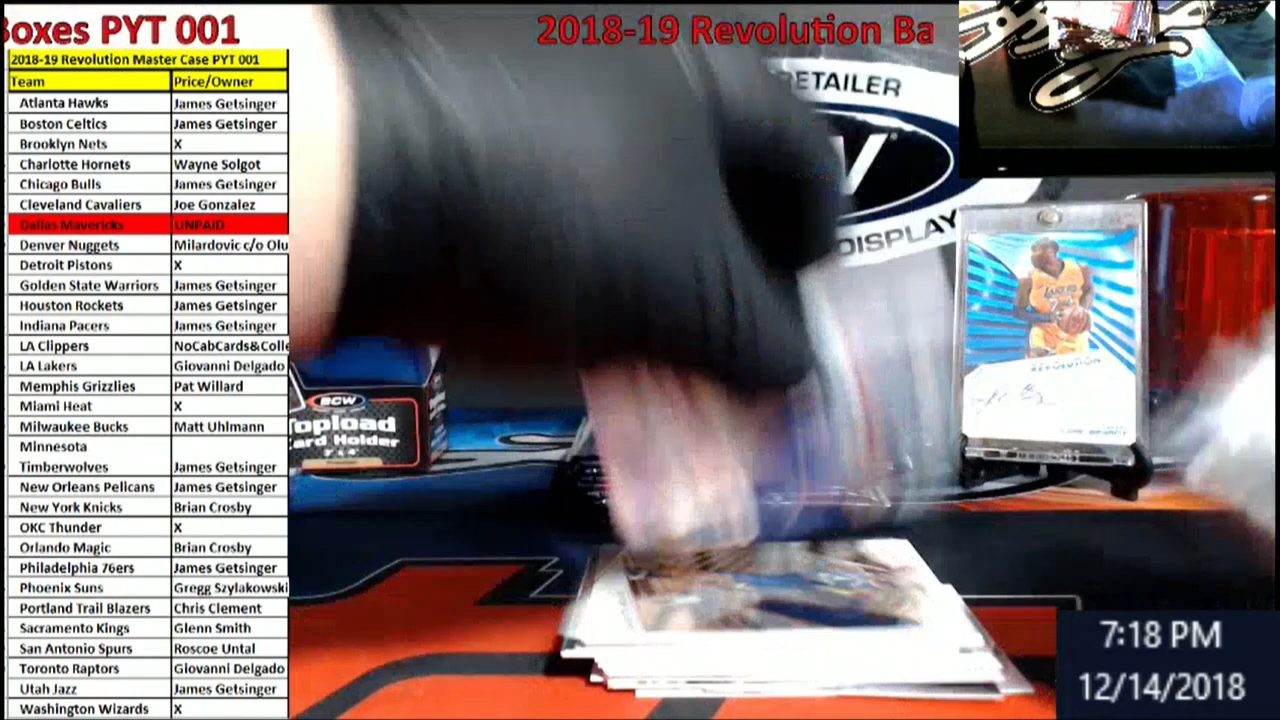 Boxes PYT 001
2018-19 Revolution Ba
2018-19 Revolution Master Case PYT 001
Team Price/Owner
Atlanta Hawks James Getsinger
Boston Celtics James Getsinger
Brooklyn Nets X
Charlotte Hornets Wayne Solgot
Chicago Bulls James Getsinger
Cleveland Cavaliers Joe Gonzalez
Dallas Mavericks UNPAID
Denver Nuggets Milardovic c/o Olu
Detroit Pistons X
Golden State Warriors James Getsinger
Houston Rockets James Getsinger
Indiana Pacers James Getsinger
LA Clippers NoCabCards&Colle
LA Lakers Giovanni Delgado
Memphis Grizzlies Pat Willard
Miami Heat X
Milwaukee Bucks Matt Uhlmann
Minnesota
Timberwolves James Getsinger
New Orleans Pelicans James Getsinger
New York Knicks Brian Crosby
OKC Thunder X
Orlando Magic Brian Crosby
Philadelphia 76ers James Getsinger
Phoenix Suns Gregg Szylakowski
Portland Trail Blazers Chris Clement
Sacramento Kings Glenn Smith
San Antonio Spurs Roscoe Untal
Toronto Raptors Giovanni Delgado
Utah Jazz James Getsinger
Washington Wizards X
RETAILER
DISPLAY
BCW
Topload
Card Holder
LAKERS
REVOLUTION
7:18 PM
12/14/2018